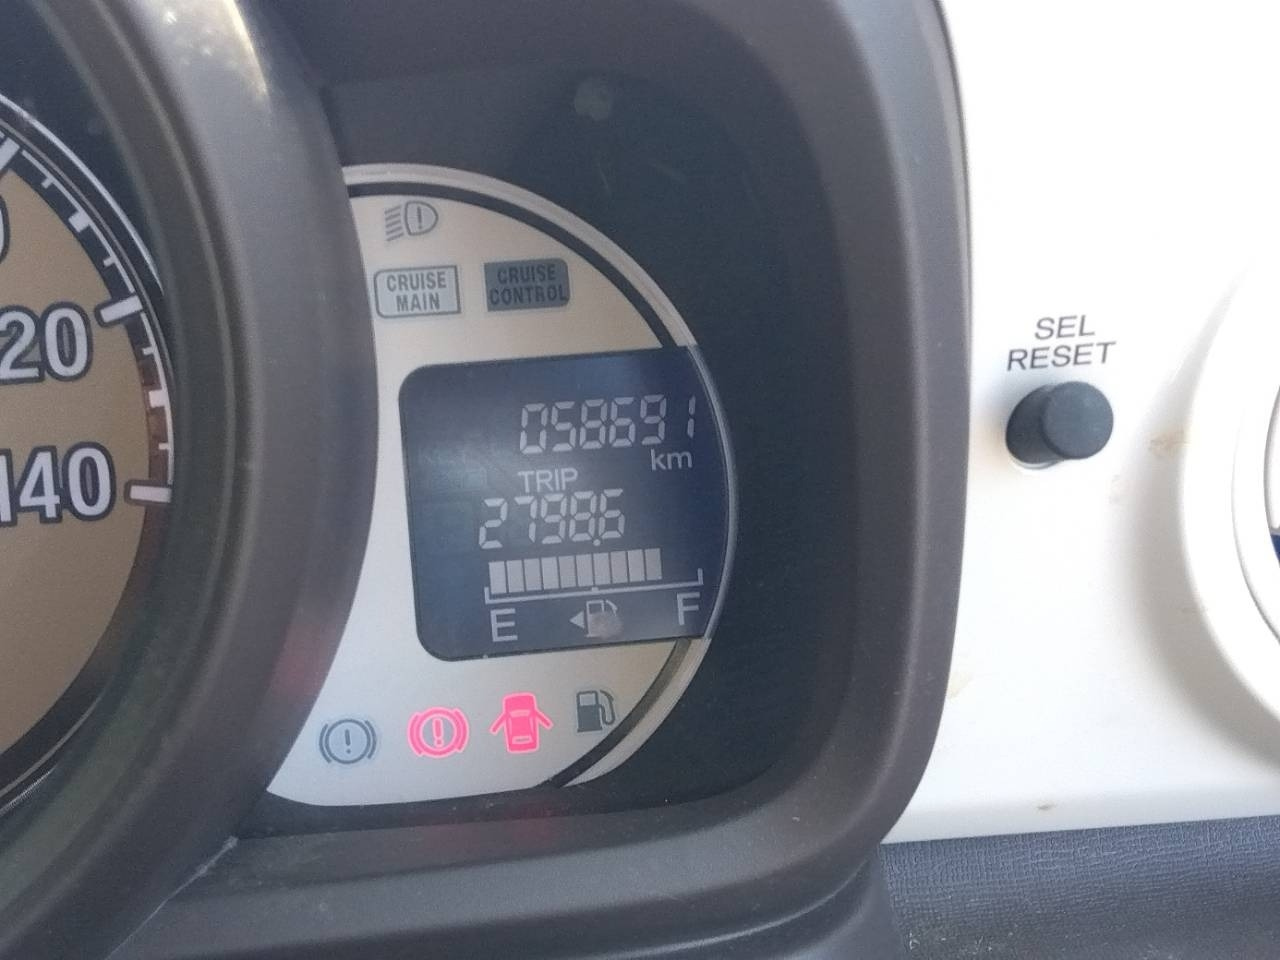 20
140
CRUISE MAIN
CRUISE CONTROL
058691
km
TRIP
2798.6
E F
SEL
RESET